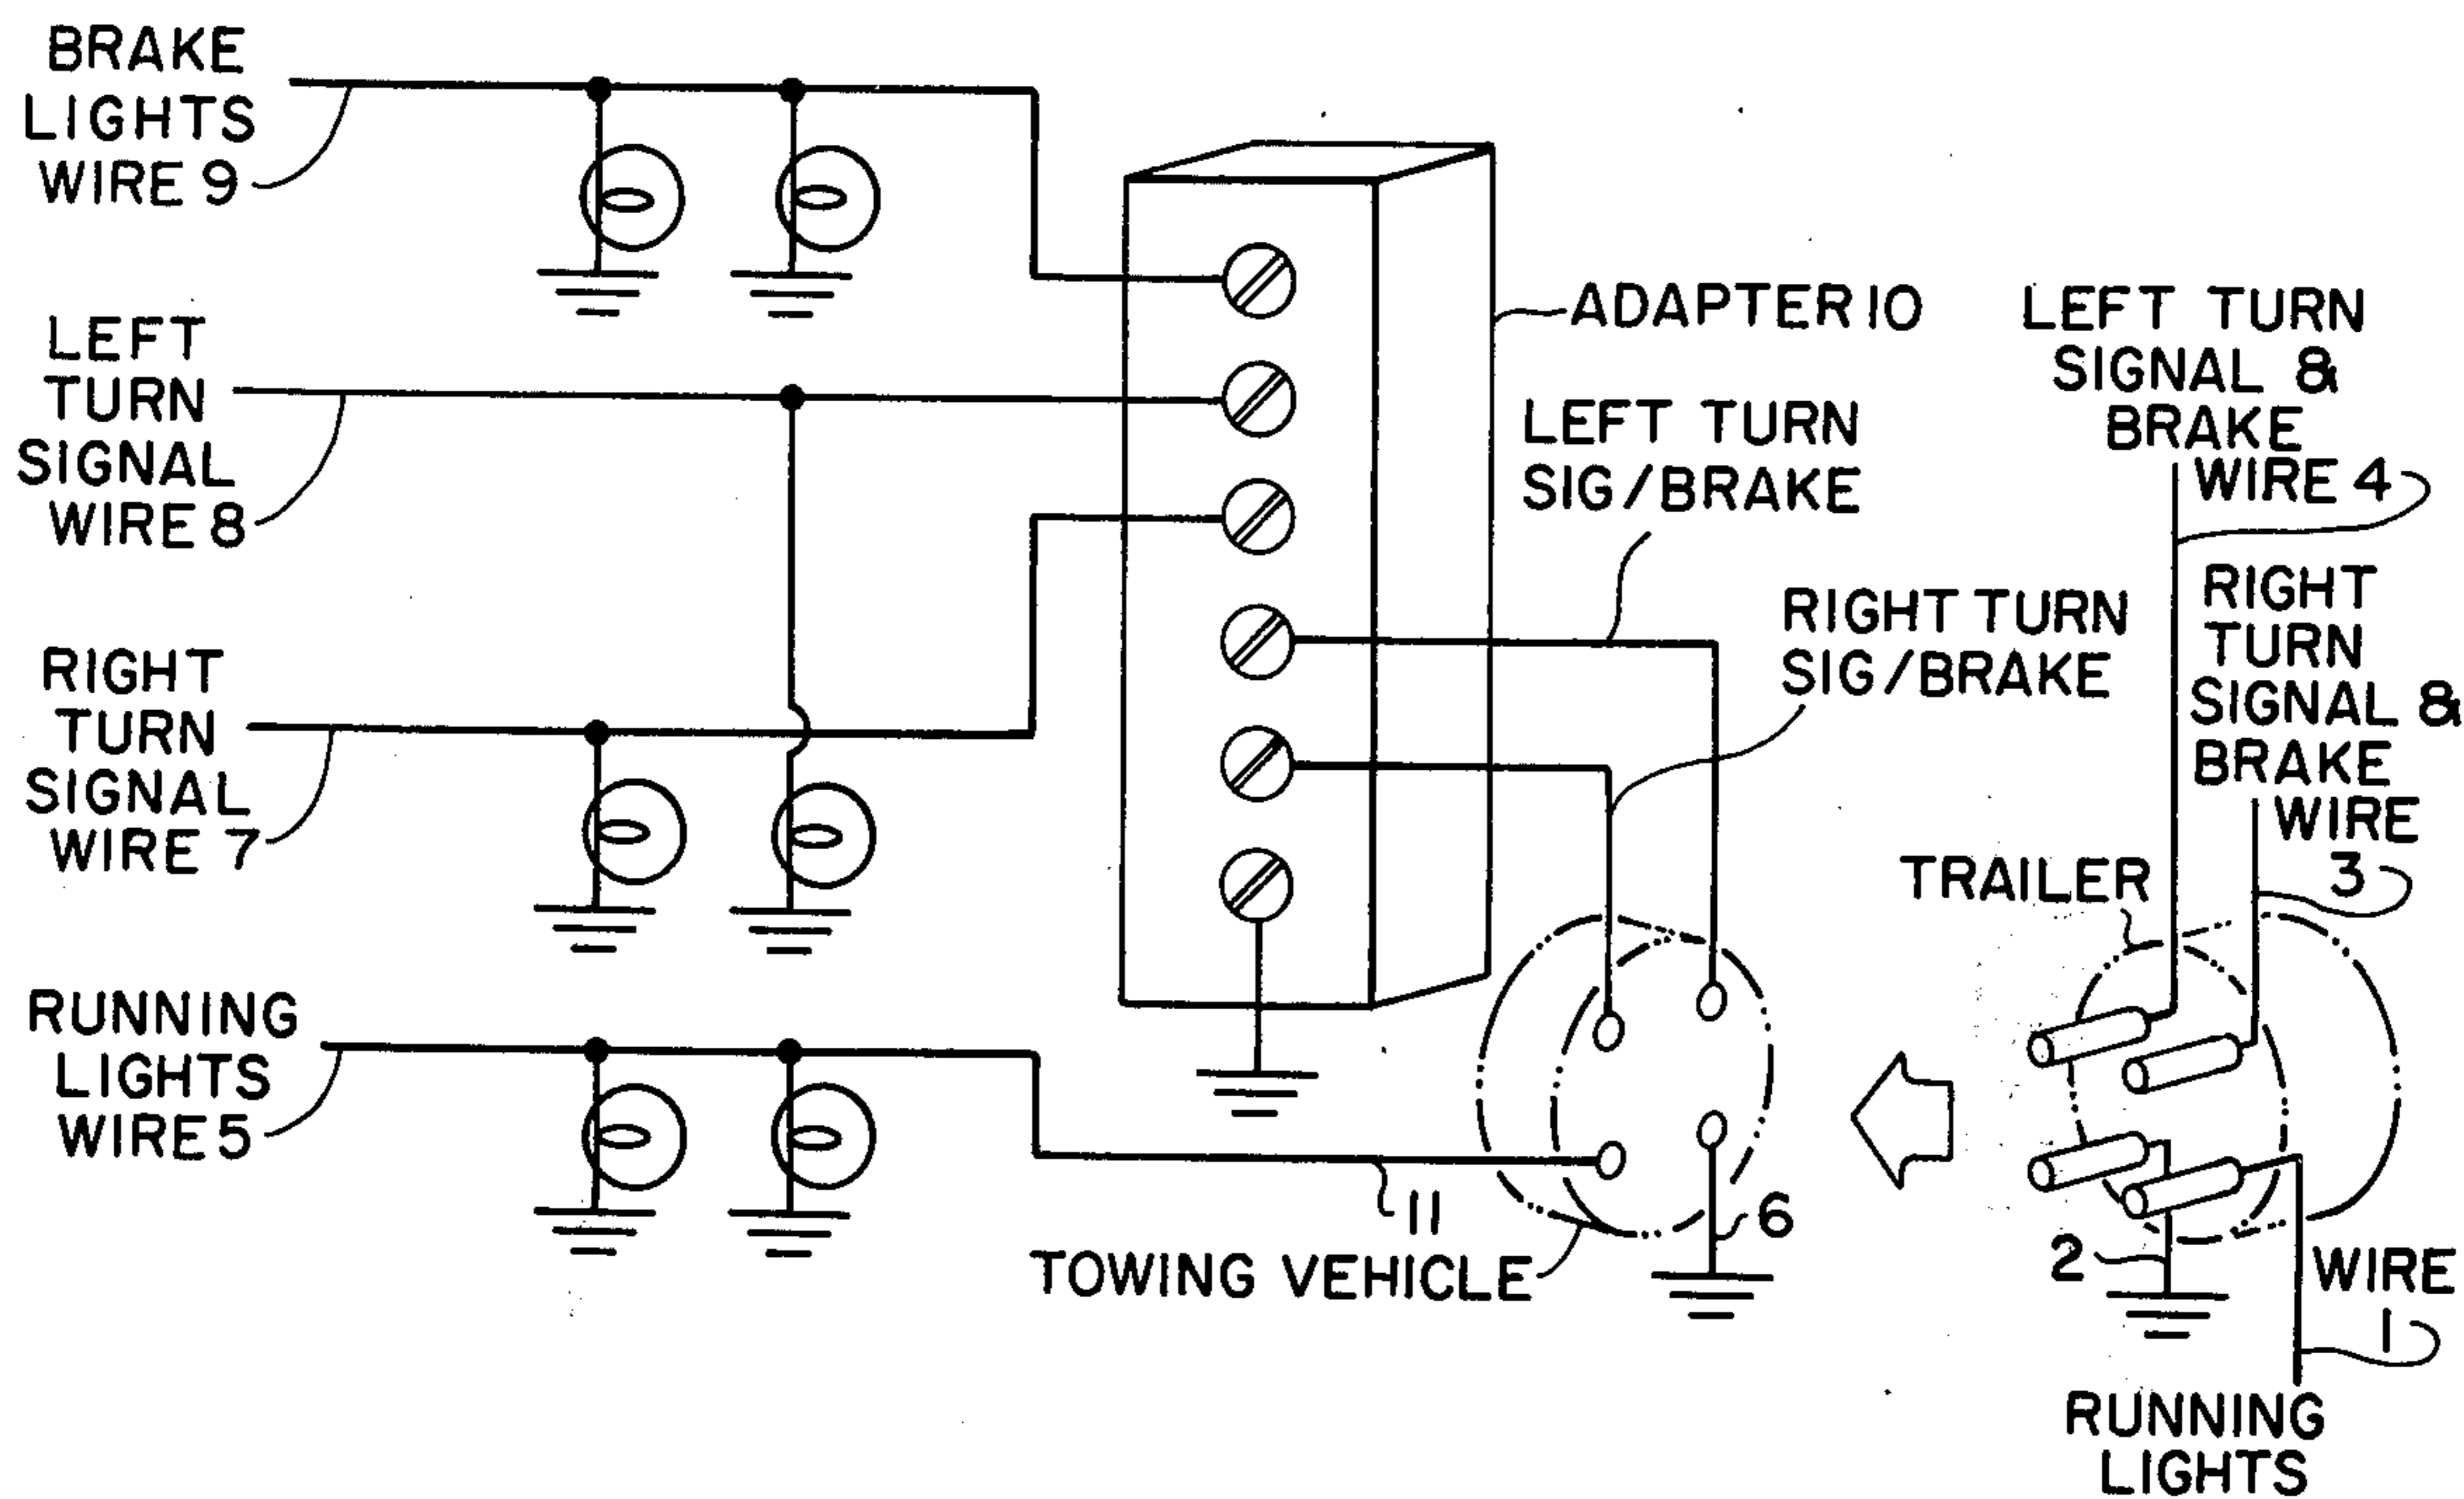 BRAKE
LIGHTS
WIRE 9
LEFT
TURN
SIGNAL
WIRE 8
RIGHT
TURN
SIGNAL
WIRE 7
RUNNING
LIGHTS
WIRE 5
ADAPTER 10
LEFT TURN
SIG/BRAKE
RIGHT TURN
SIG/BRAKE
11
TOWING VEHICLE
6
LEFT TURN
SIGNAL &
BRAKE
WIRE 4
RIGHT
TURN
SIGNAL &
BRAKE
WIRE
3
TRAILER
2
WIRE
1
RUNNING
LIGHTS